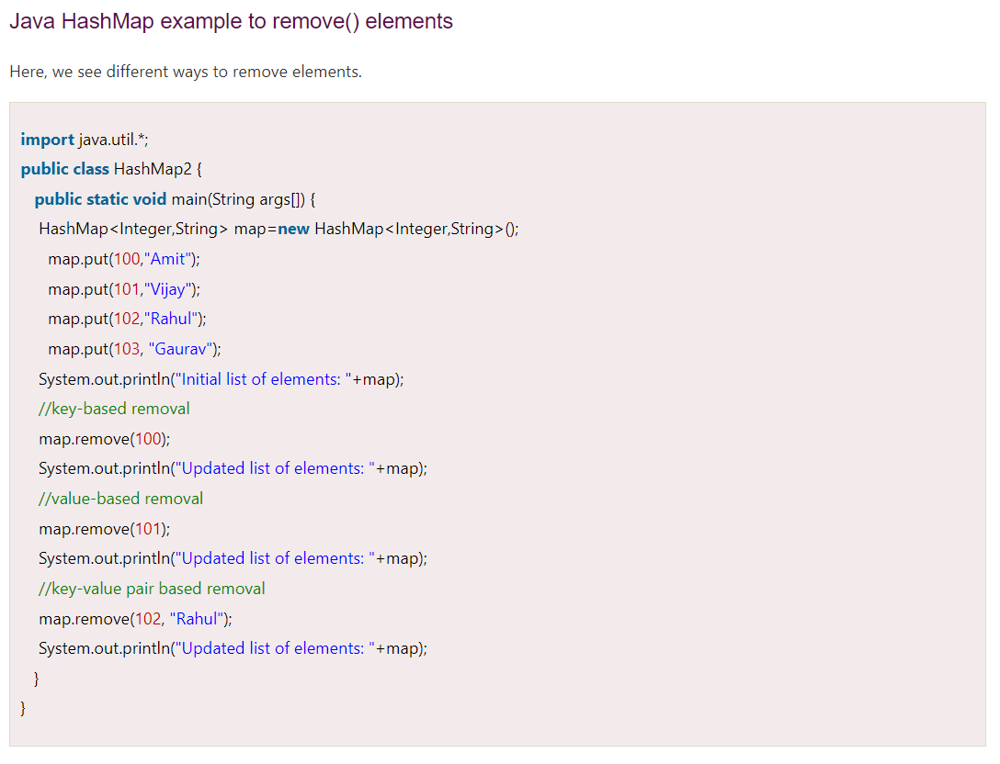 Java HashMap example to remove() elements
Here, we see different ways to remove elements.
import java.util.*;
public class HashMap2 {
public static void main(String args[]) {
HashMap<Integer,String> map=new HashMap<Integer,String>();
map.put(100,"Amit");
map.put(101,"Vijay");
map.put(102,"Rahul");
map.put(103, "Gaurav");
System.out.println("Initial list of elements: "+map);
//key-based removal
map.remove(100);
System.out.println("Updated list of elements: "+map);
//value-based removal
map.remove(101);
System.out.println("Updated list of elements: "+map);
//key-value pair based removal
map.remove(102, "Rahul");
System.out.println("Updated list of elements: "+map);
}
}